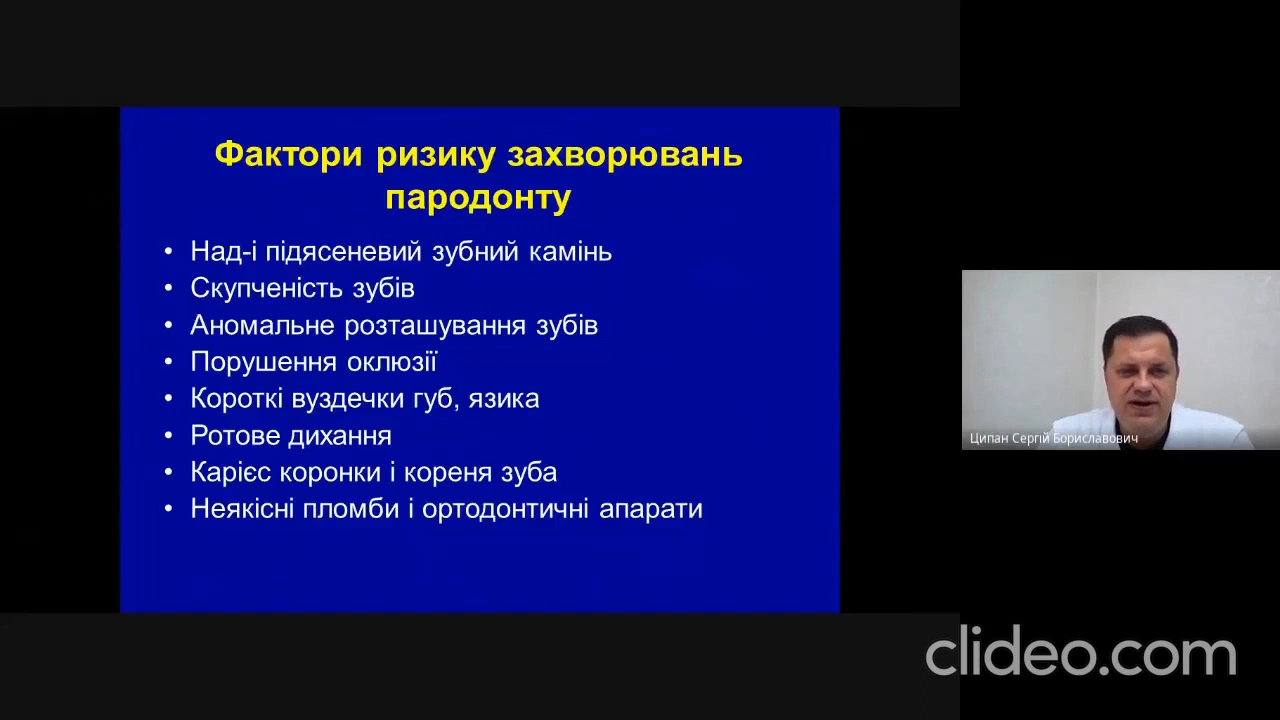 Фактори ризику захворювань
пародонту
• Над-і підясеневий зубний камінь
• Скупченість зубів
• Аномальне розташування зубів
• Порушення оклюзії
• Короткі вуздечки губ, язика
• Ротове дихання
• Карієс коронки і кореня зуба
• Неякісні пломби і ортодонтичні апарати
Ципан Сергій Бориславович
clideo.com